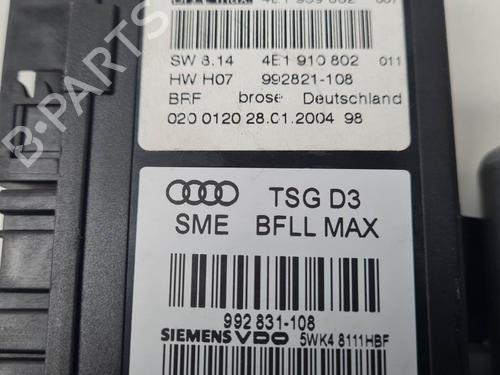 SW 8.14 4E1 910 802 011
HW H07 992821-108
BRF brose Deutschland
020 0120 28.01.2004 98
TSG D3
SME BFLL MAX
992 831-108
SIEMENS VDO 5WK4 8111HBF
B-PARTS